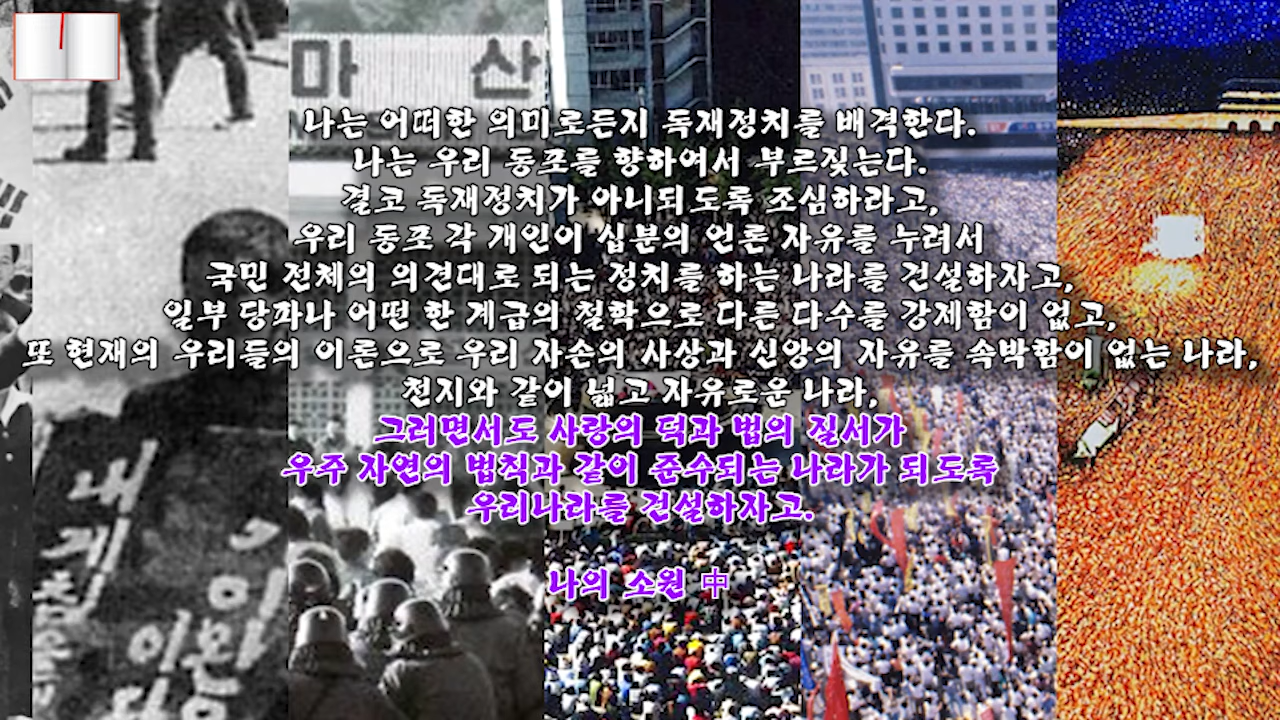 마산
나는 어떠한 의미로든지 독재정치를 배격한다.
나는 우리 동포를 향하여서 부르짖는다.
결코 독재정치가 아니되도록 조심하라고,
우리 동포 각 개인이 십분의 언론 자유를 누려서
국민 전체의 의견대로 되는 정치를 하는 나라를 건설하자고,
일부 당파나 어떤 한 계급의 철학으로 다른 다수를 강제함이 없고,
또 현재의 우리들의 이론으로 우리 자손의 사상과 신앙의 자유를 속박함이 없는 나라,
천지와 같이 넓고 자유로운 나라,
그러면서도 사랑의 덕과 법의 질서가
우주 자연의 법칙과 같이 준수되는 나라가 되도록
우리나라를 건설하자고.
나의 소원 中